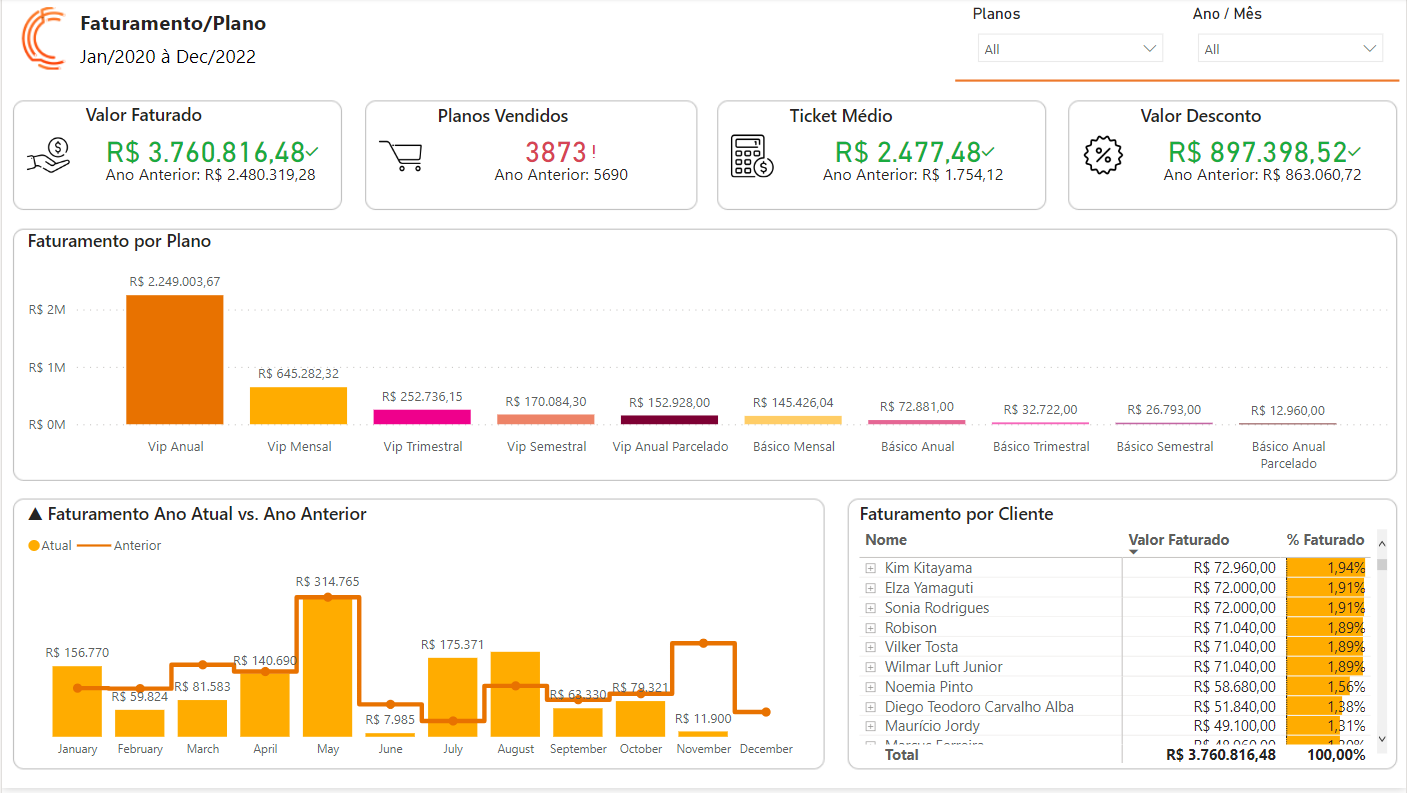 Faturamento/Plano
Jan/2020 à Dec/2022
Planos
All
Ano / Mês
All
Valor Faturado
R$ 3.760.816,48
Ano Anterior: R$ 2.480.319,28
Planos Vendidos
3873!
Ano Anterior: 5690
Ticket Médio
R$ 2.477,48
Ano Anterior: R$ 1.754,12
Valor Desconto
R$ 897.398,52
Ano Anterior: R$ 863.060,72
Faturamento por Plano
R$ 2M
R$ 1M
R$ 0M
R$ 2.249.003,67
R$ 645.282,32
R$ 252.736,15
R$ 170.084,30
R$ 152.928,00
R$ 145.426,04
R$ 72.881,00
R$ 32.722,00
R$ 26.793,00
R$ 12.960,00
Vip Anual
Vip Mensal
Vip Trimestral
Vip Semestral
Vip Anual Parcelado
Básico Mensal
Básico Anual
Básico Trimestral
Básico Semestral
Básico Anual
Parcelado
▲ Faturamento Ano Atual vs. Ano Anterior
Atual
Anterior
R$ 156.770
R$ 59.824
R$ 81.583
R$ 140.690
R$ 314.765
R$ 7.985
R$ 175.371
R$ 63.330
R$ 79.321
R$ 11.900
January
February
March
April
May
June
July
August
September
October
November
December
Faturamento por Cliente
Nome Valor Faturado % Faturado
Kim Kitayama R$ 72.960,00 1,94%
Elza Yamaguti R$ 72.000,00 1,91%
Sonia Rodrigues R$ 72.000,00 1,91%
Robison R$ 71.040,00 1,89%
Vilker Tosta R$ 71.040,00 1,89%
Wilmar Luft Junior R$ 71.040,00 1,89%
Noemia Pinto R$ 58.680,00 1,56%
Diego Teodoro Carvalho Alba R$ 51.840,00 1,38%
Maurício Jordy R$ 49.100,00 1,31%
Total R$ 3.760.816,48 100,00%